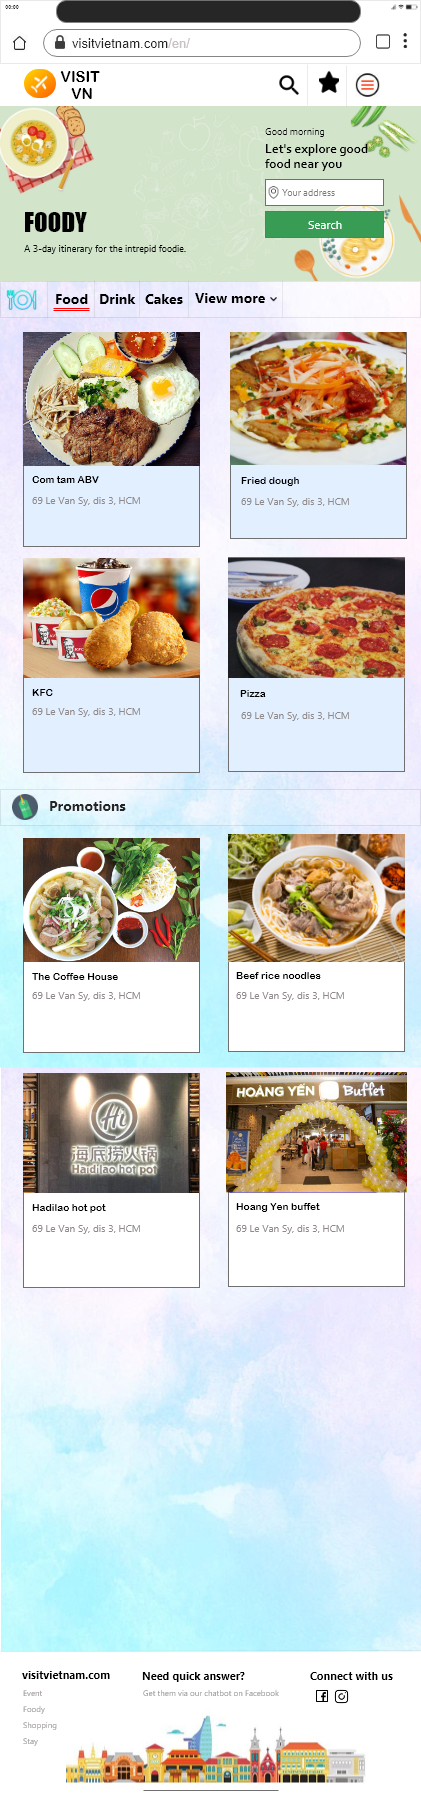 00:00
visitvietnam.com/en/
VISIT
VN
Good morning
Let's explore good
food near you
Your address
Search
FOODY
A 3-day itinerary for the intrepid foodie.
Food Drink Cakes View more
Com tam ABV
69 Le Van Sy, dis 3, HCM
Fried dough
69 Le Van Sy, dis 3, HCM
KFC
KFC
KFC
69 Le Van Sy, dis 3, HCM
Pizza
69 Le Van Sy, dis 3, HCM
Promotions
The Coffee House
69 Le Van Sy, dis 3, HCM
Beef rice noodles
69 Le Van Sy, dis 3, HCM
Hi
海底捞火锅
Haidilao hot pot
Hadilao hot pot
69 Le Van Sy, dis 3, HCM
HOÀNG YẾN Buffet
Hoang Yen buffet
69 Le Van Sy, dis 3, HCM
visitvietnam.com
Event
Foody
Shopping
Stay
Need quick answer?
Get them via our chatbot on Facebook
Connect with us